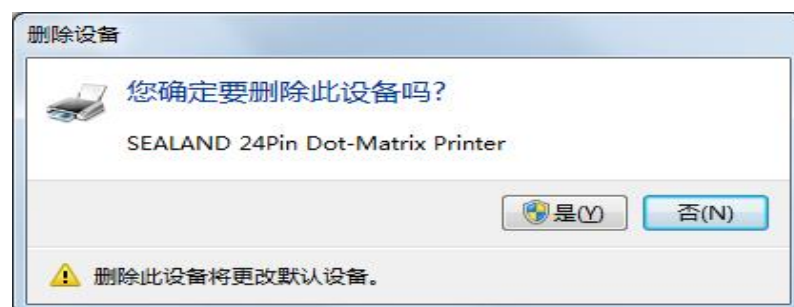 删除设备
您确定要删除此设备吗?
SEALAND 24Pin Dot-Matrix Printer
是(Y) 否(N)
删除此设备将更改默认设备。